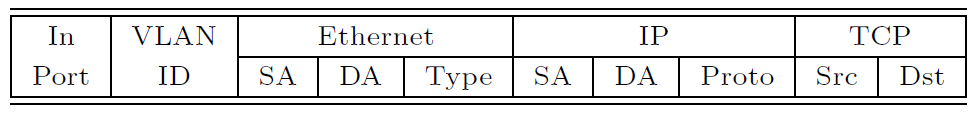 In VLAN Ethernet IP TCP
Port ID SA DA Type SA DA Proto Src Dst